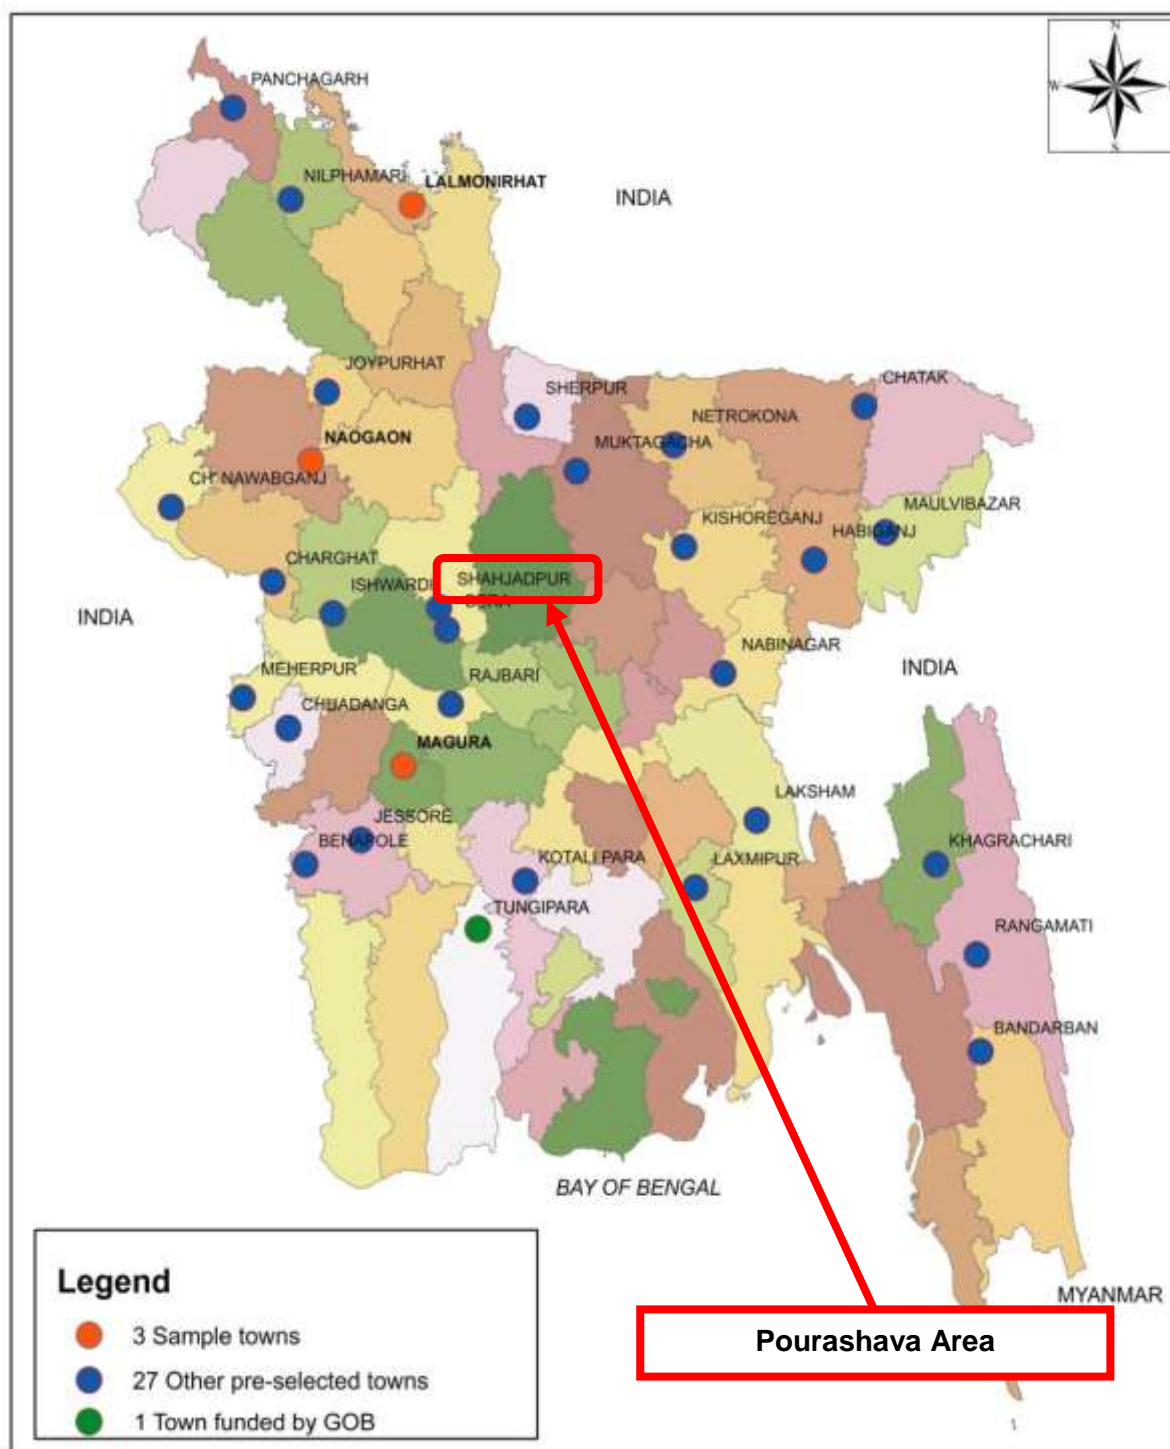 N
W
S
PANCHAGARH
NILPHAMARI
LALMONIRHAT
INDIA
JOYPURHAT
SHERPUR
CHATAK
NETROKONA
NAOGAON
MUKTAGACHA
CH' NAWABGANJ
MAULVIBAZAR
KISHOREGANJ
HABIGANJ
CHARGHAT
ISHWARDI
SHAHJADPUR
BERA
INDIA
NABINAGAR
INDIA
MEHERPUR
RAJBARI
CHUADANGA
MAGURA
LAKSHAM
JESSORE
BENAPOLE
KHAGRACHARI
KOTALI PARA
LAXMIPUR
TUNGIPARA
RANGAMATI
BANDARBAN
BAY OF BENGAL
MYANMAR
Pourashava Area
Legend
3 Sample towns
27 Other pre-selected towns
1 Town funded by GOB